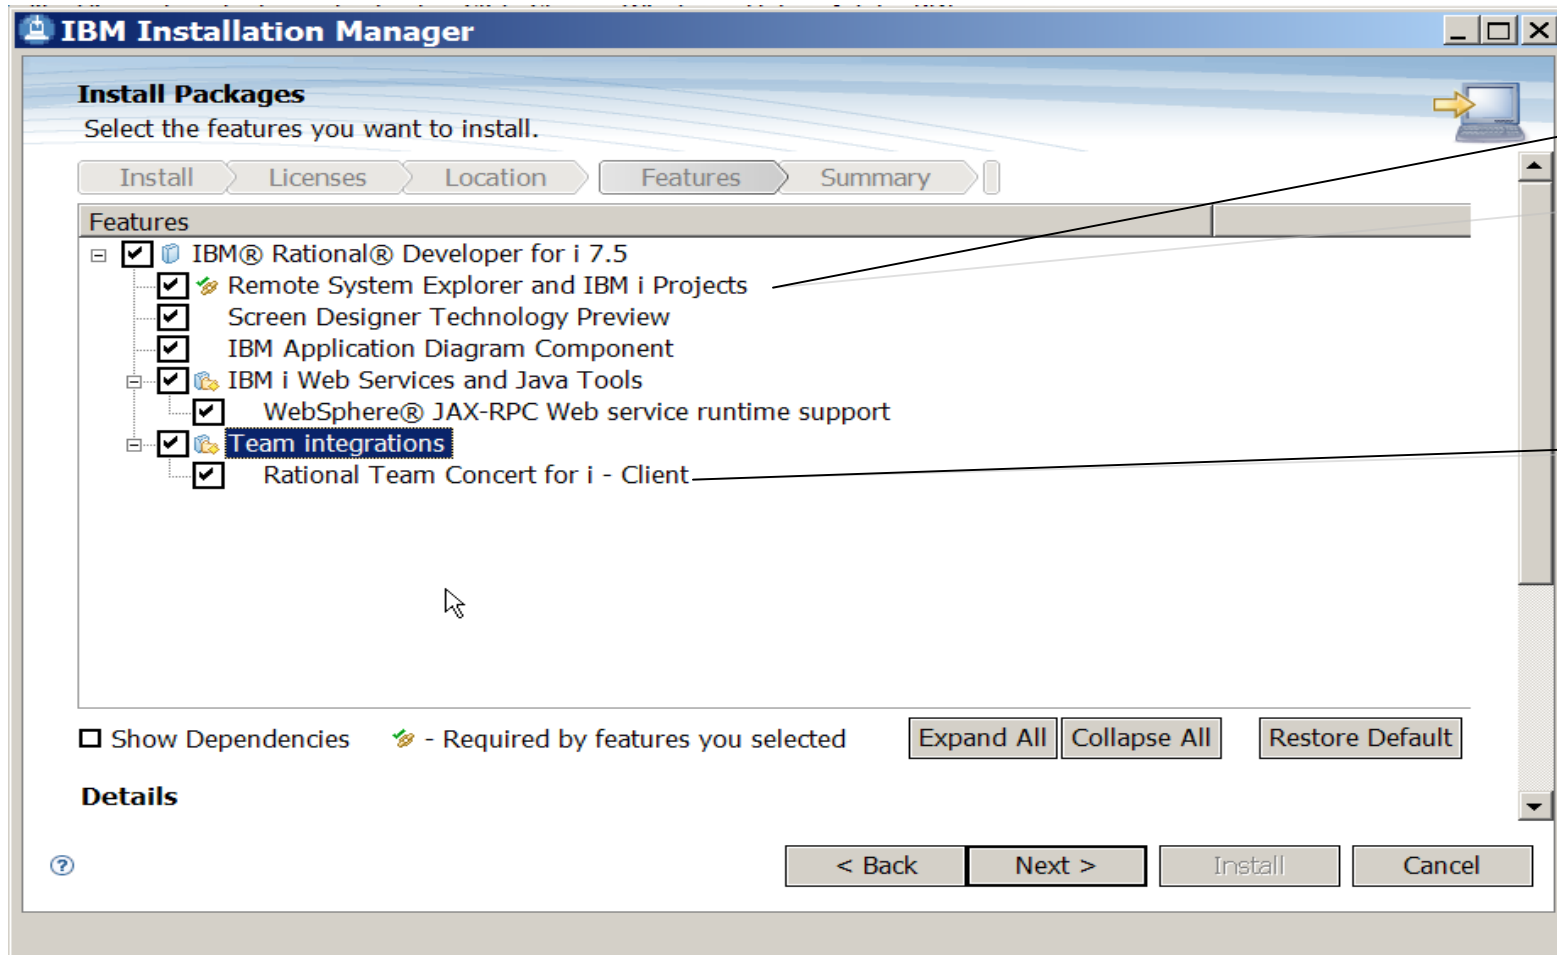 IBM Installation Manager
Install Packages
Select the features you want to install.
Install Licenses Location Features Summary
Features
IBM® Rational® Developer for i 7.5
Remote System Explorer and IBM i Projects
Screen Designer Technology Preview
IBM Application Diagram Component
IBM i Web Services and Java Tools
WebSphere® JAX-RPC Web service runtime support
Team integrations
Rational Team Concert for i - Client
Show Dependencies - Required by features you selected Expand All Collapse All Restore Default
Details
? < Back Next > Install Cancel